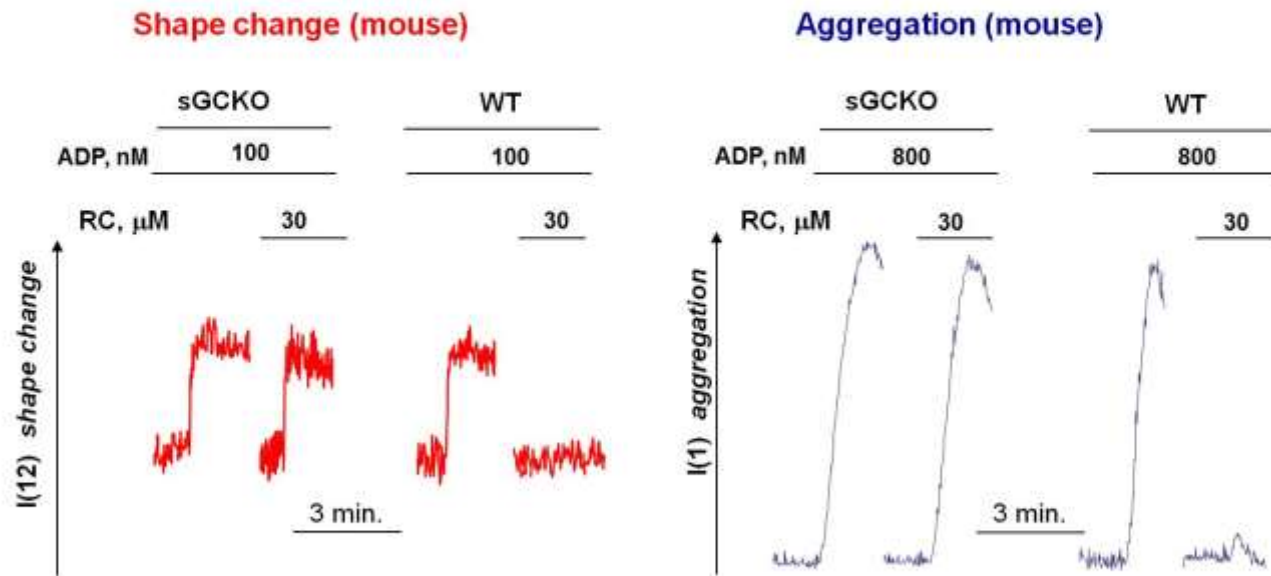 Shape change (mouse)
Aggregation (mouse)
sGCKO
WT
ADP, nM
100
100
RC, μM
30
30
I(12) shape change
3 min.
sGCKO
WT
ADP, nM
800
800
RC, μM
30
30
I(1) aggregation
3 min.